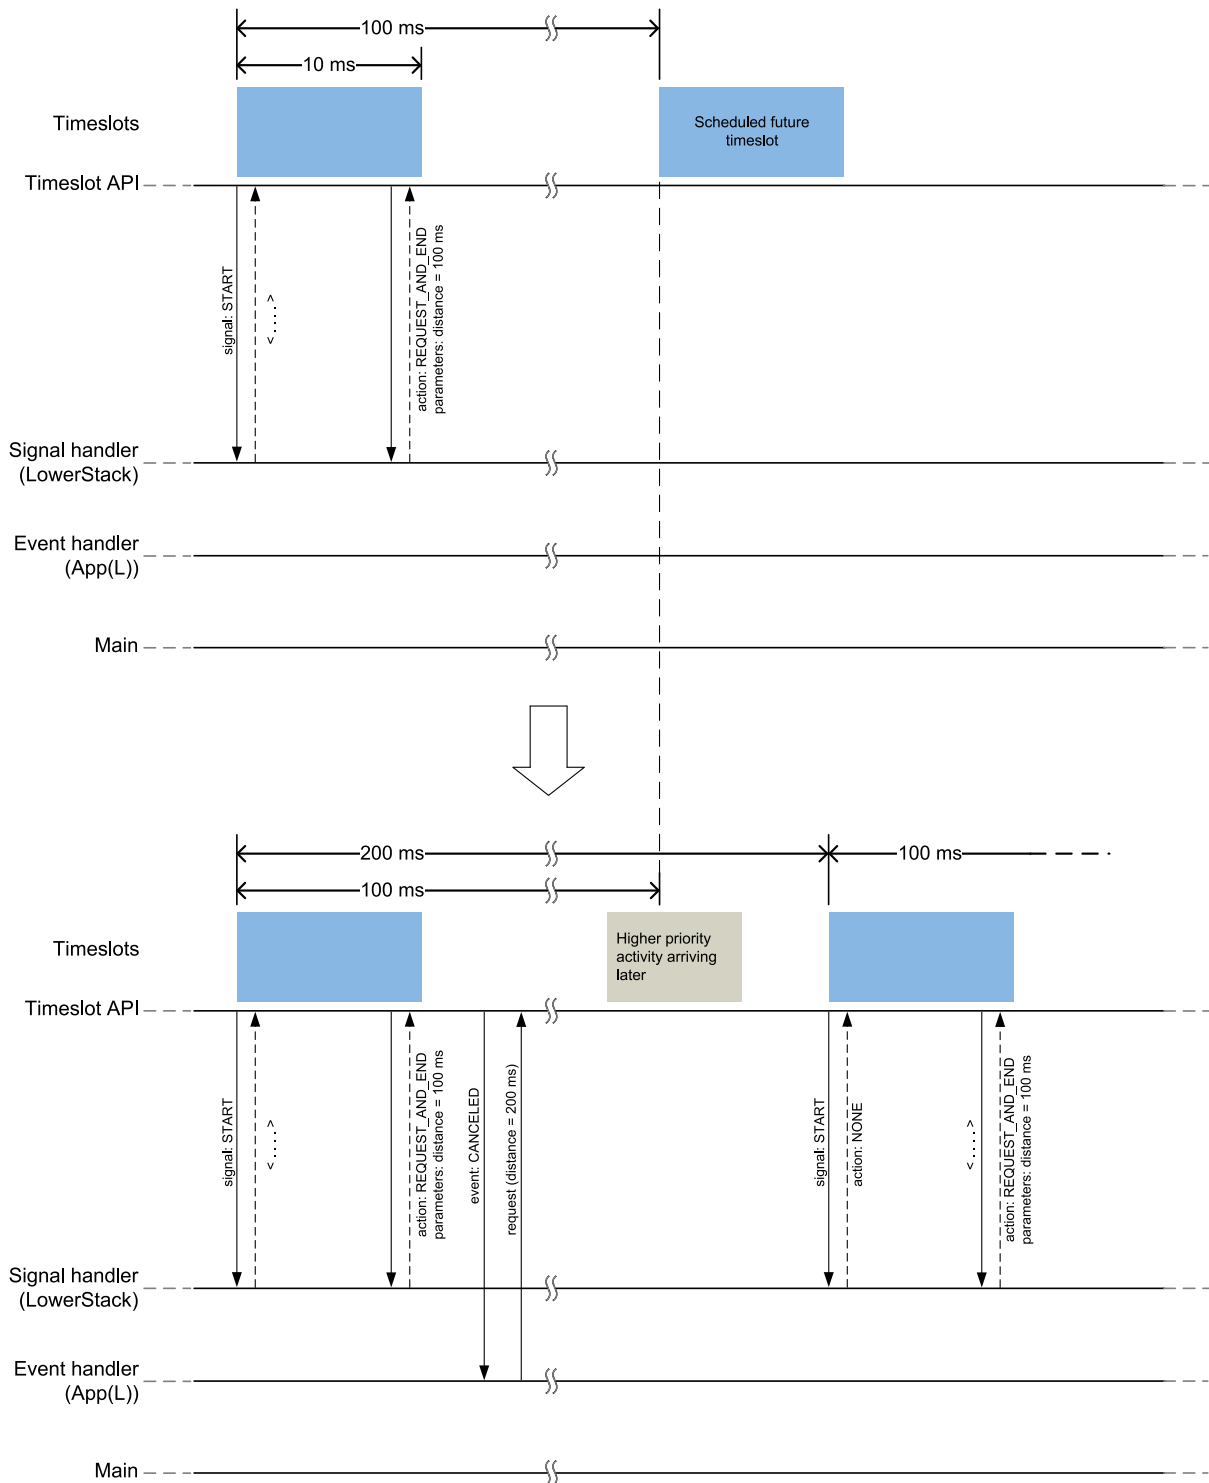 100 ms
10 ms
Timeslots
Scheduled future
timeslot
Timeslot API
signal: START
<.....>
action: REQUEST_AND_END
parameters: distance = 100 ms
Signal handler
(LowerStack)
Event handler
(App(L))
Main
200 ms
100 ms
100 ms
Timeslots
Higher priority
activity arriving
later
Timeslot API
signal: START
<.....>
action: REQUEST_AND_END
parameters: distance = 100 ms
event: CANCELED
request (distance = 200 ms)
signal: START
action: NONE
<.....>
action: REQUEST_AND_END
parameters: distance = 100 ms
Signal handler
(LowerStack)
Event handler
(App(L))
Main